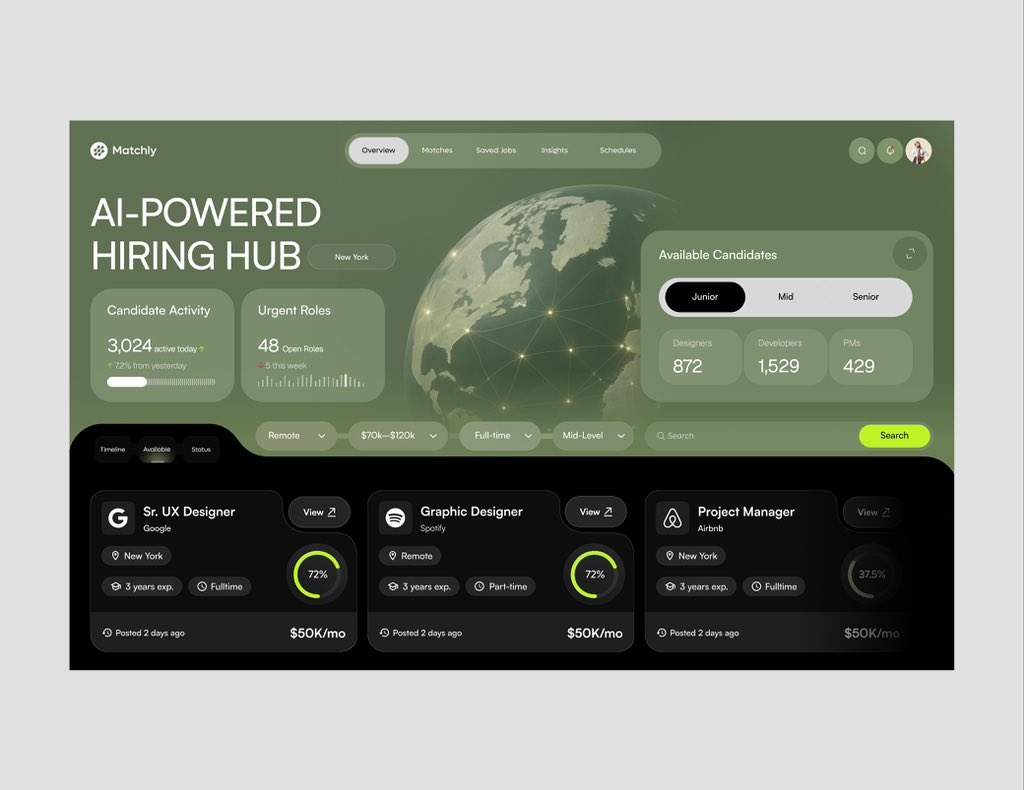 Matchly
Overview
Matches
Saved Jobs
Insights
Schedules
AI-POWERED
HIRING HUB
New York
Candidate Activity
3,024 active today
7.2% from yesterday
Urgent Roles
48 Open Roles
5 this week
Available Candidates
Junior
Mid
Senior
Designers
872
Developers
1,529
PMs
429
Remote
$70k—$120k
Full-time
Mid-Level
Search
Search
Timeline
Available
Status
Sr. UX Designer
Google
View
New York
3 years exp.
Fulltime
72%
Posted 2 days ago
$50K/mo
Graphic Designer
Spotify
View
Remote
3 years exp.
Part-time
72%
Posted 2 days ago
$50K/mo
Project Manager
Airbnb
View
New York
3 years exp.
Fulltime
37.5%
Posted 2 days ago
$50K/mo